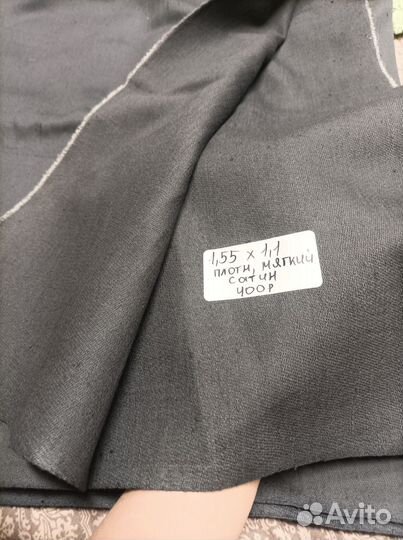 1,55 x 1,1
плотн, мягкий
сатин
400р
Avito